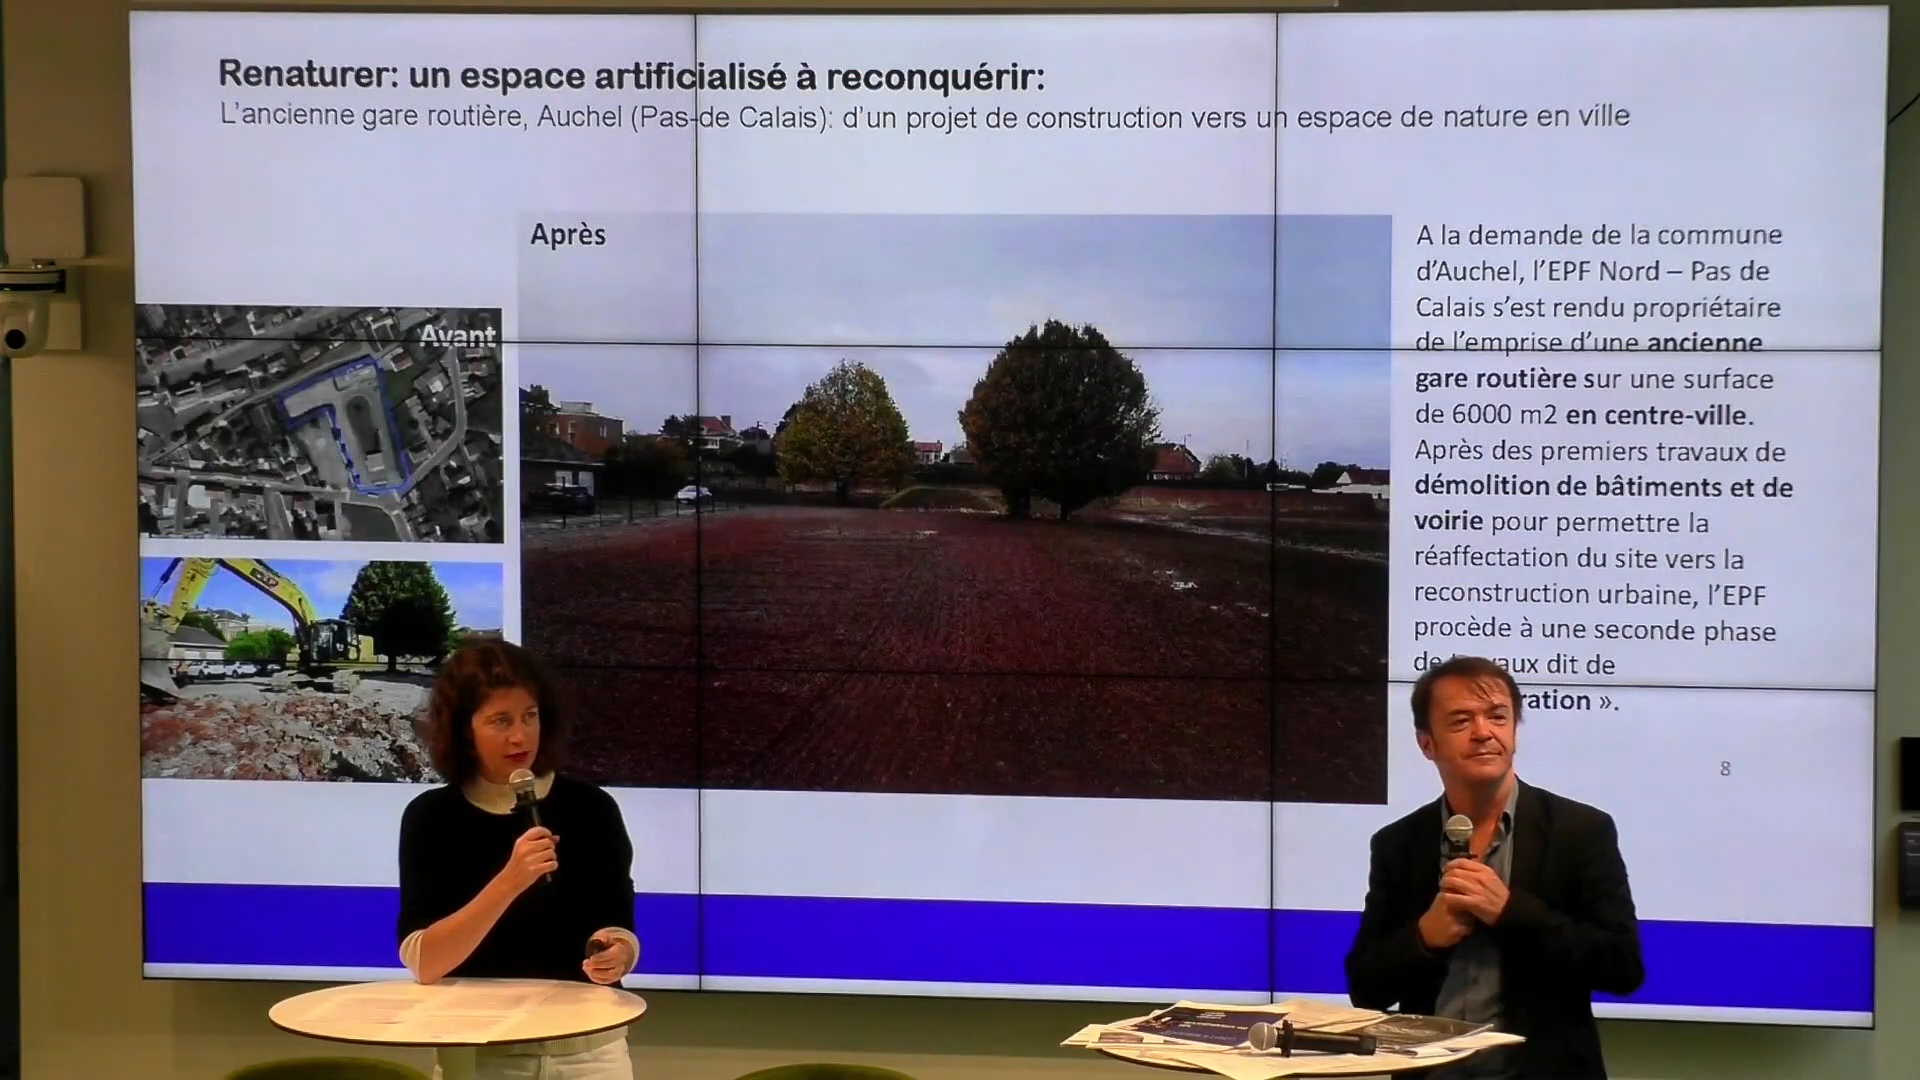 Renaturer: un espace artificialisé à reconquérir:
L'ancienne gare routière, Auchel (Pas-de Calais): d'un projet de construction vers un espace de nature en ville
Avant
Après
A la demande de la commune
d'Auchel, l'EPF Nord – Pas de
Calais s'est rendu propriétaire
de l'emprise d'une ancienne
gare routière sur une surface
de 6000 m2 en centre-ville.
Après des premiers travaux de
démolition de bâtiments et de
voirie pour permettre la
réaffectation du site vers la
reconstruction urbaine, l'EPF
procède à une seconde phase
de aux dit de
ration ».
8